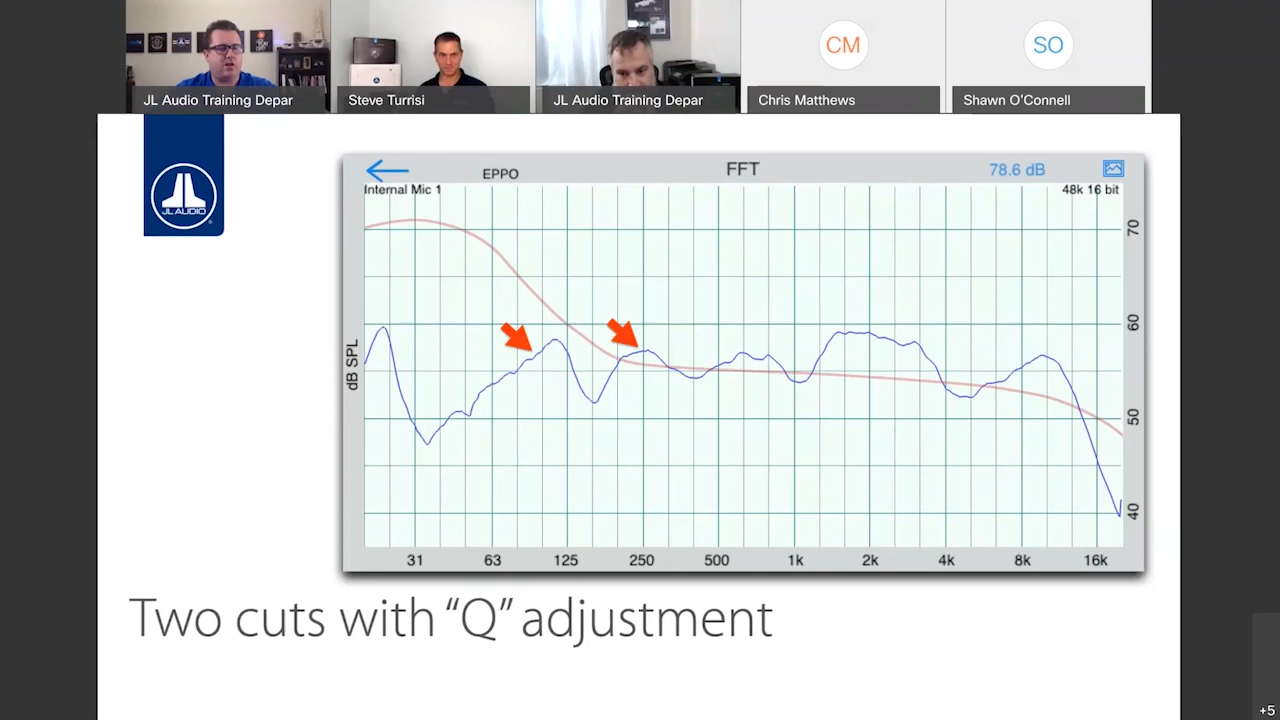 JL Audio Training Depar
Steve Turrisi
JL Audio Training Depar
CM
Chris Matthews
SO
Shawn O'Connell
JL AUDIO
EPPO
FFT
78.6 dB
Internal Mic 1
48k 16 bit
dB SPL
70
60
50
40
31 63 125 250 500 1k 2k 4k 8k 16k
Two cuts with “Q” adjustment
+5